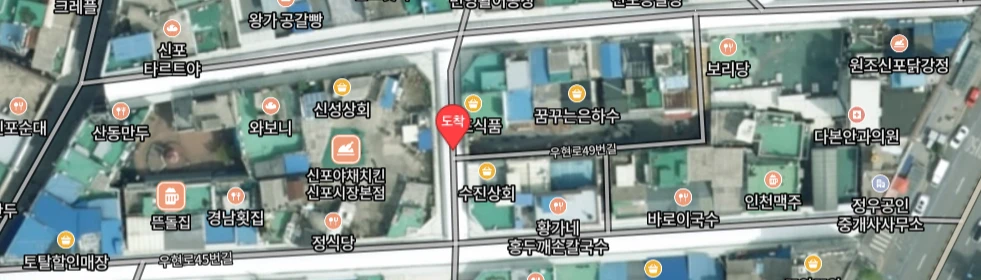 크레플
왕가 공갈빵
신포
타르트야
보리당
원조신포닭강정
신포순대
산동만두
와보니
신성상회
도착
식품
꿈꾸는은하수
다본안과의원
우현로49번길
신포야채치킨
신포시장본점
수진상회
인천맥주
정우공인
중개사사무소
뜬돌집
경남횟집
정식당
황가네
홍두깨손칼국수
바로이국수
토탈할인매장
우현로45번길